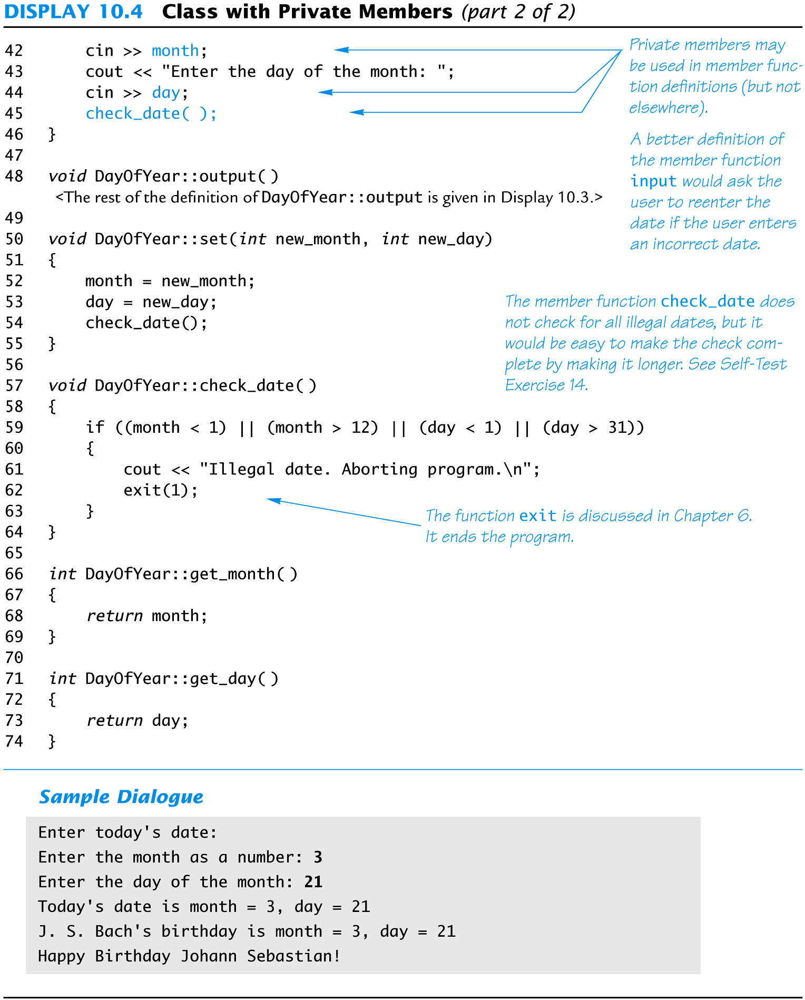 DISPLAY 10.4 Class with Private Members (part 2 of 2)
42 cin >> month;
43 cout << "Enter the day of the month: ";
44 cin >> day;
45 check_date( );
46 }
47
48 void DayOfYear::output( )
<The rest of the definition of DayOfYear::output is given in Display 10.3.>
49
50 void DayOfYear::set(int new_month, int new_day)
51 {
52 month = new_month;
53 day = new_day;
54 check_date();
55 }
56
57 void DayOfYear::check_date( )
58 {
59 if ((month < 1) || (month > 12) || (day < 1) || (day > 31))
60 {
61 cout << "Illegal date. Aborting program.\n";
62 exit(1);
63 }
64 }
65
66 int DayOfYear::get_month( )
67 {
68 return month;
69 }
70
71 int DayOfYear::get_day( )
72 {
73 return day;
74 }
Private members may
be used in member func-
tion definitions (but not
elsewhere).
A better definition of
the member function
input would ask the
user to reenter the
date if the user enters
an incorrect date.
The member function check_date does
not check for all illegal dates, but it
would be easy to make the check com-
plete by making it longer. See Self-Test
Exercise 14.
The function exit is discussed in Chapter 6.
It ends the program.
Sample Dialogue
Enter today's date:
Enter the month as a number: 3
Enter the day of the month: 21
Today's date is month = 3, day = 21
J. S. Bach's birthday is month = 3, day = 21
Happy Birthday Johann Sebastian!